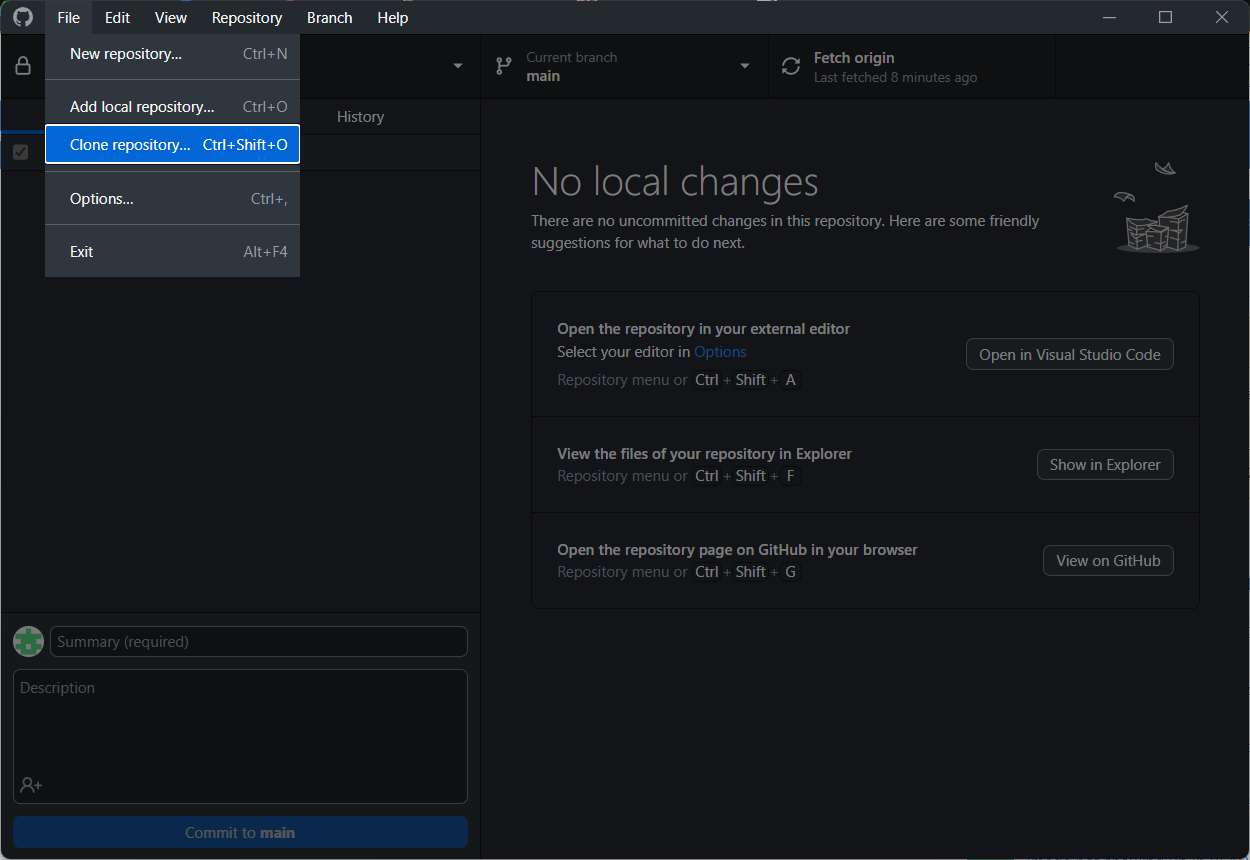 File Edit View Repository Branch Help
New repository... Ctrl+N
Add local repository... Ctrl+O
Clone repository... Ctrl+Shift+O
Options... Ctrl+,
Exit Alt+F4
Current branch
main
Fetch origin
Last fetched 8 minutes ago
History
No local changes
There are no uncommitted changes in this repository. Here are some friendly
suggestions for what to do next.
Open the repository in your external editor
Select your editor in Options
Repository menu or Ctrl + Shift + A
Open in Visual Studio Code
View the files of your repository in Explorer
Repository menu or Ctrl + Shift + F
Show in Explorer
Open the repository page on GitHub in your browser
Repository menu or Ctrl + Shift + G
View on GitHub
Summary (required)
Description
Commit to main